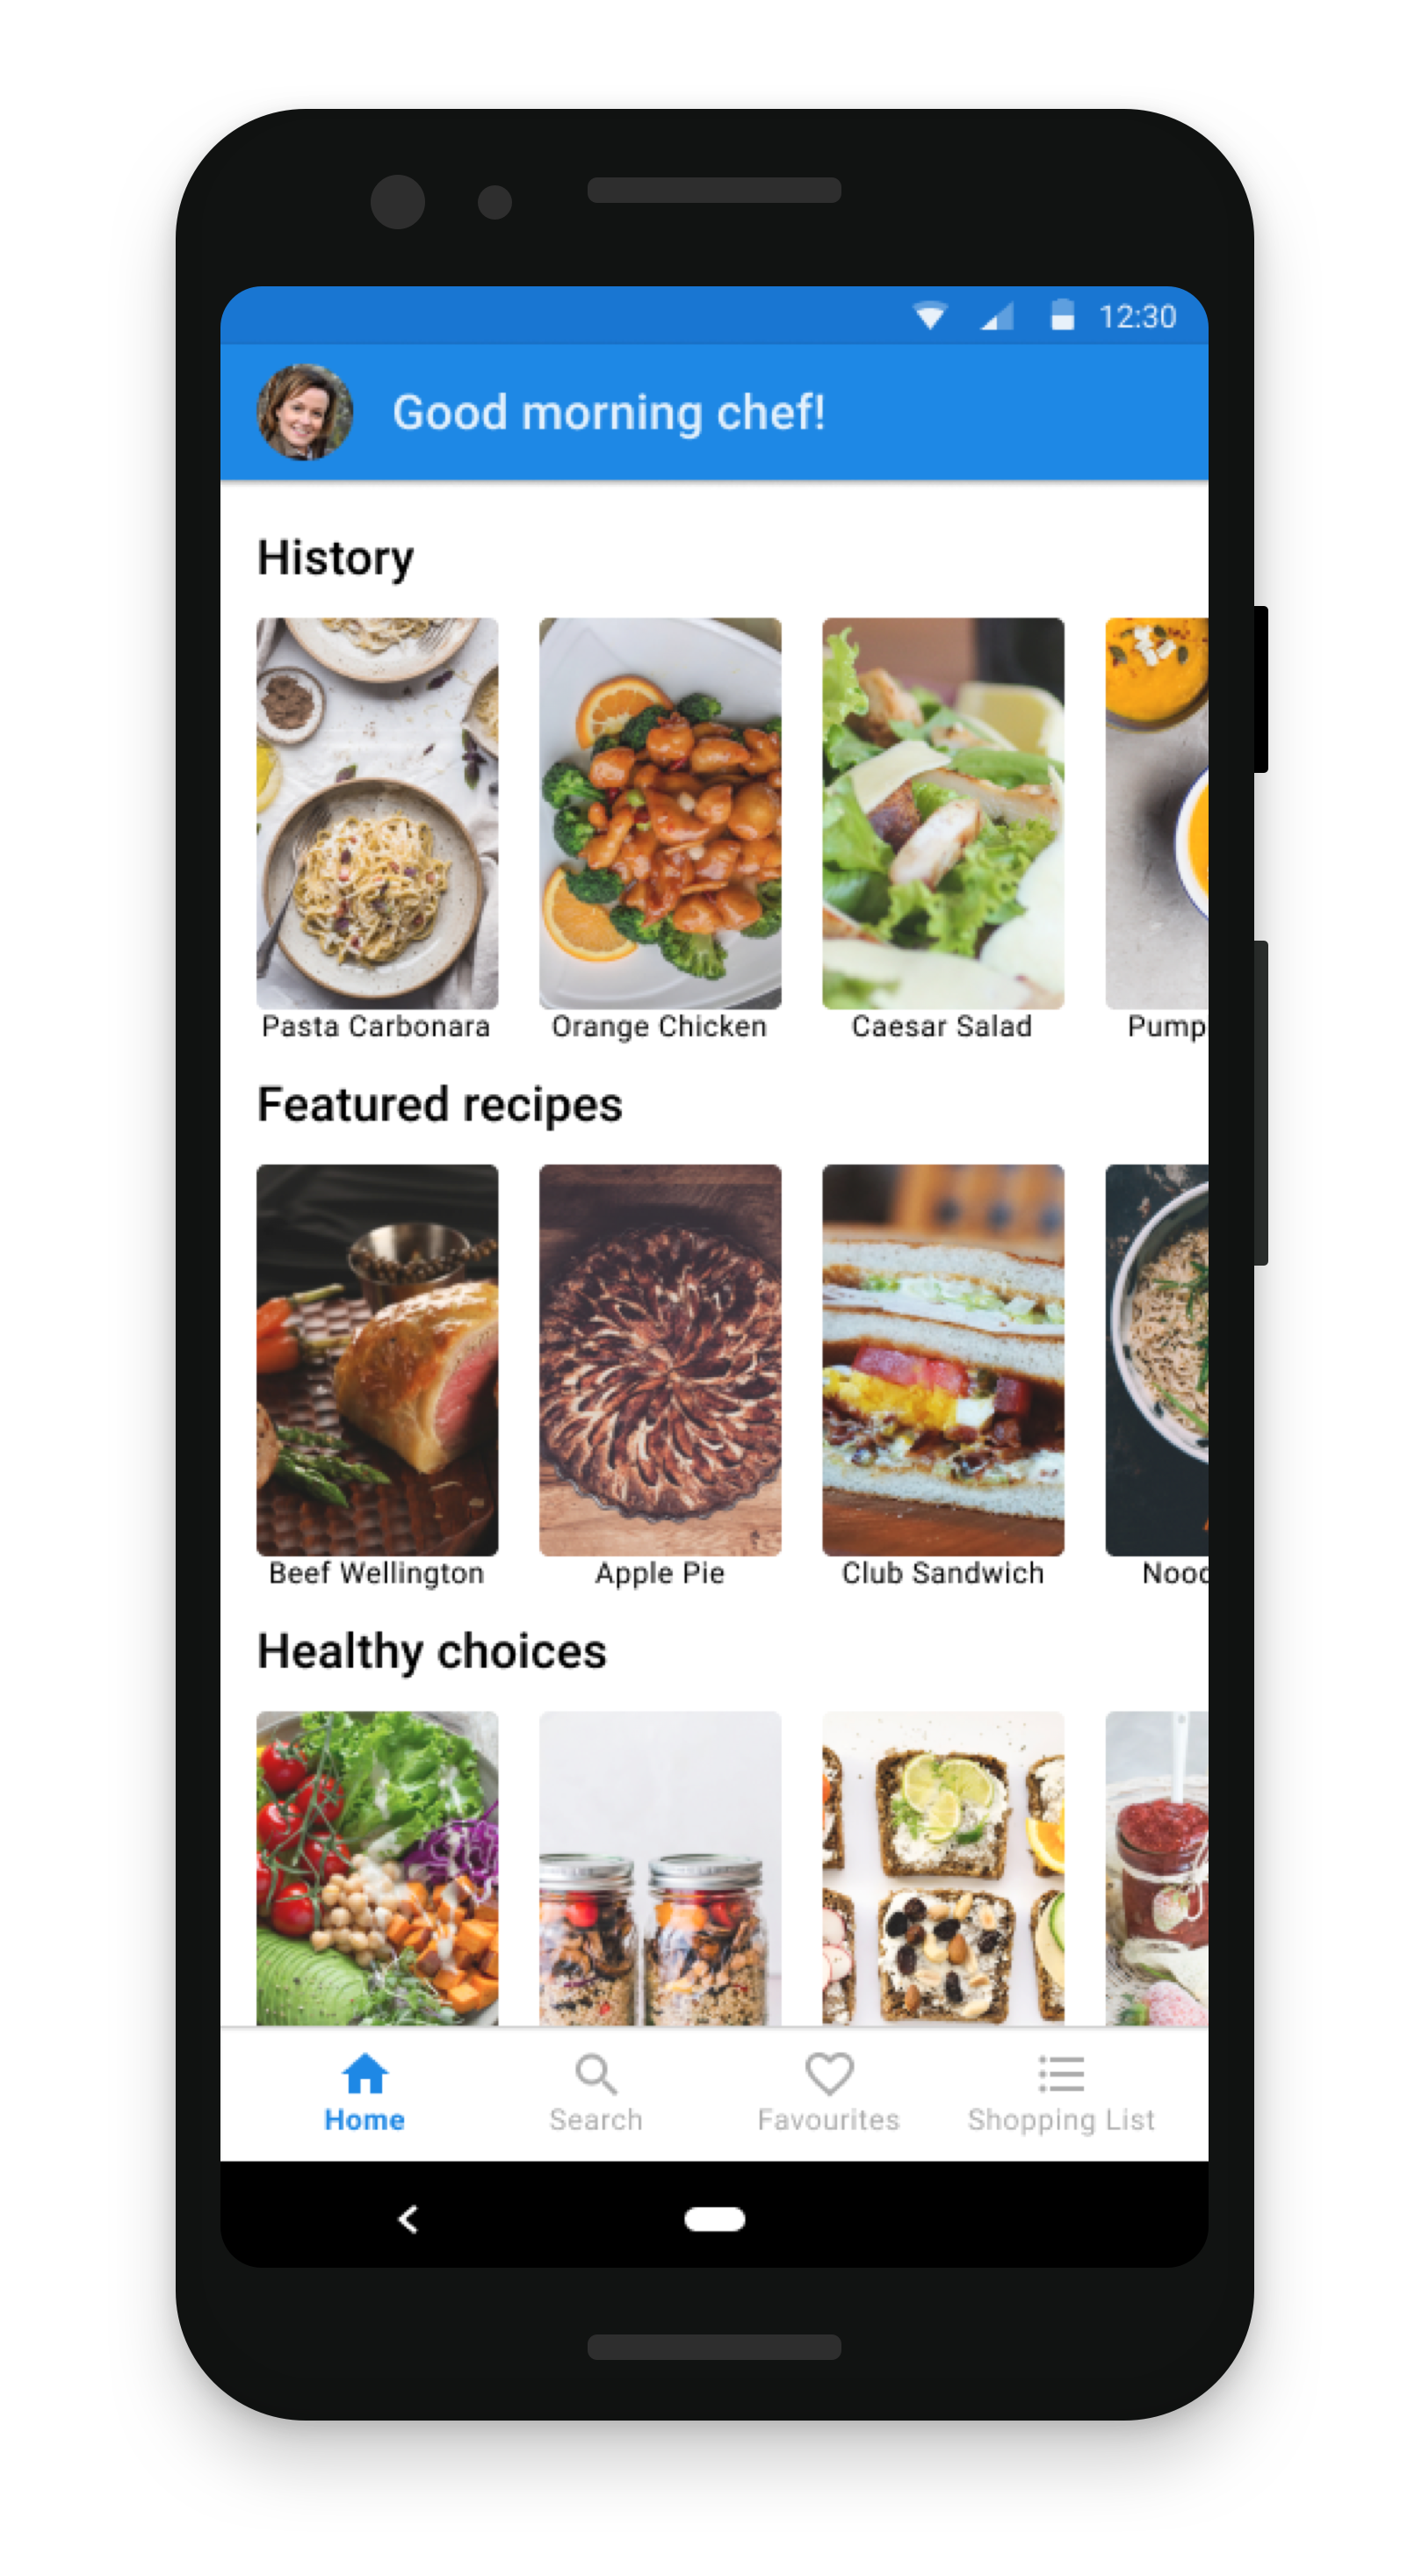 12:30
Good morning chef!
History
Pasta Carbonara
Orange Chicken
Caesar Salad
Pump
Featured recipes
Beef Wellington
Apple Pie
Club Sandwich
Healthy choices
Home
Search
Favourites
Shopping List